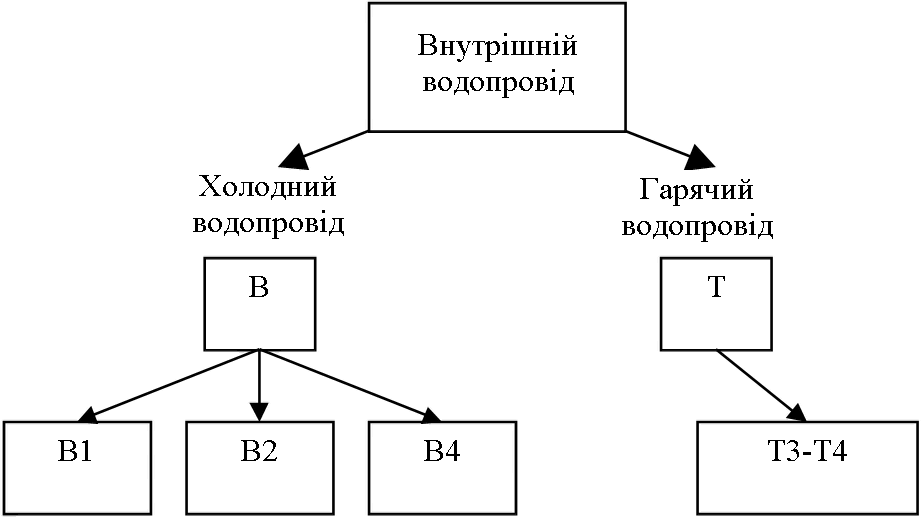 Внутрішній
водопровід
Холодний
водопровід
Гарячий
водопровід
В
Т
В1
В2
В4
Т3-Т4